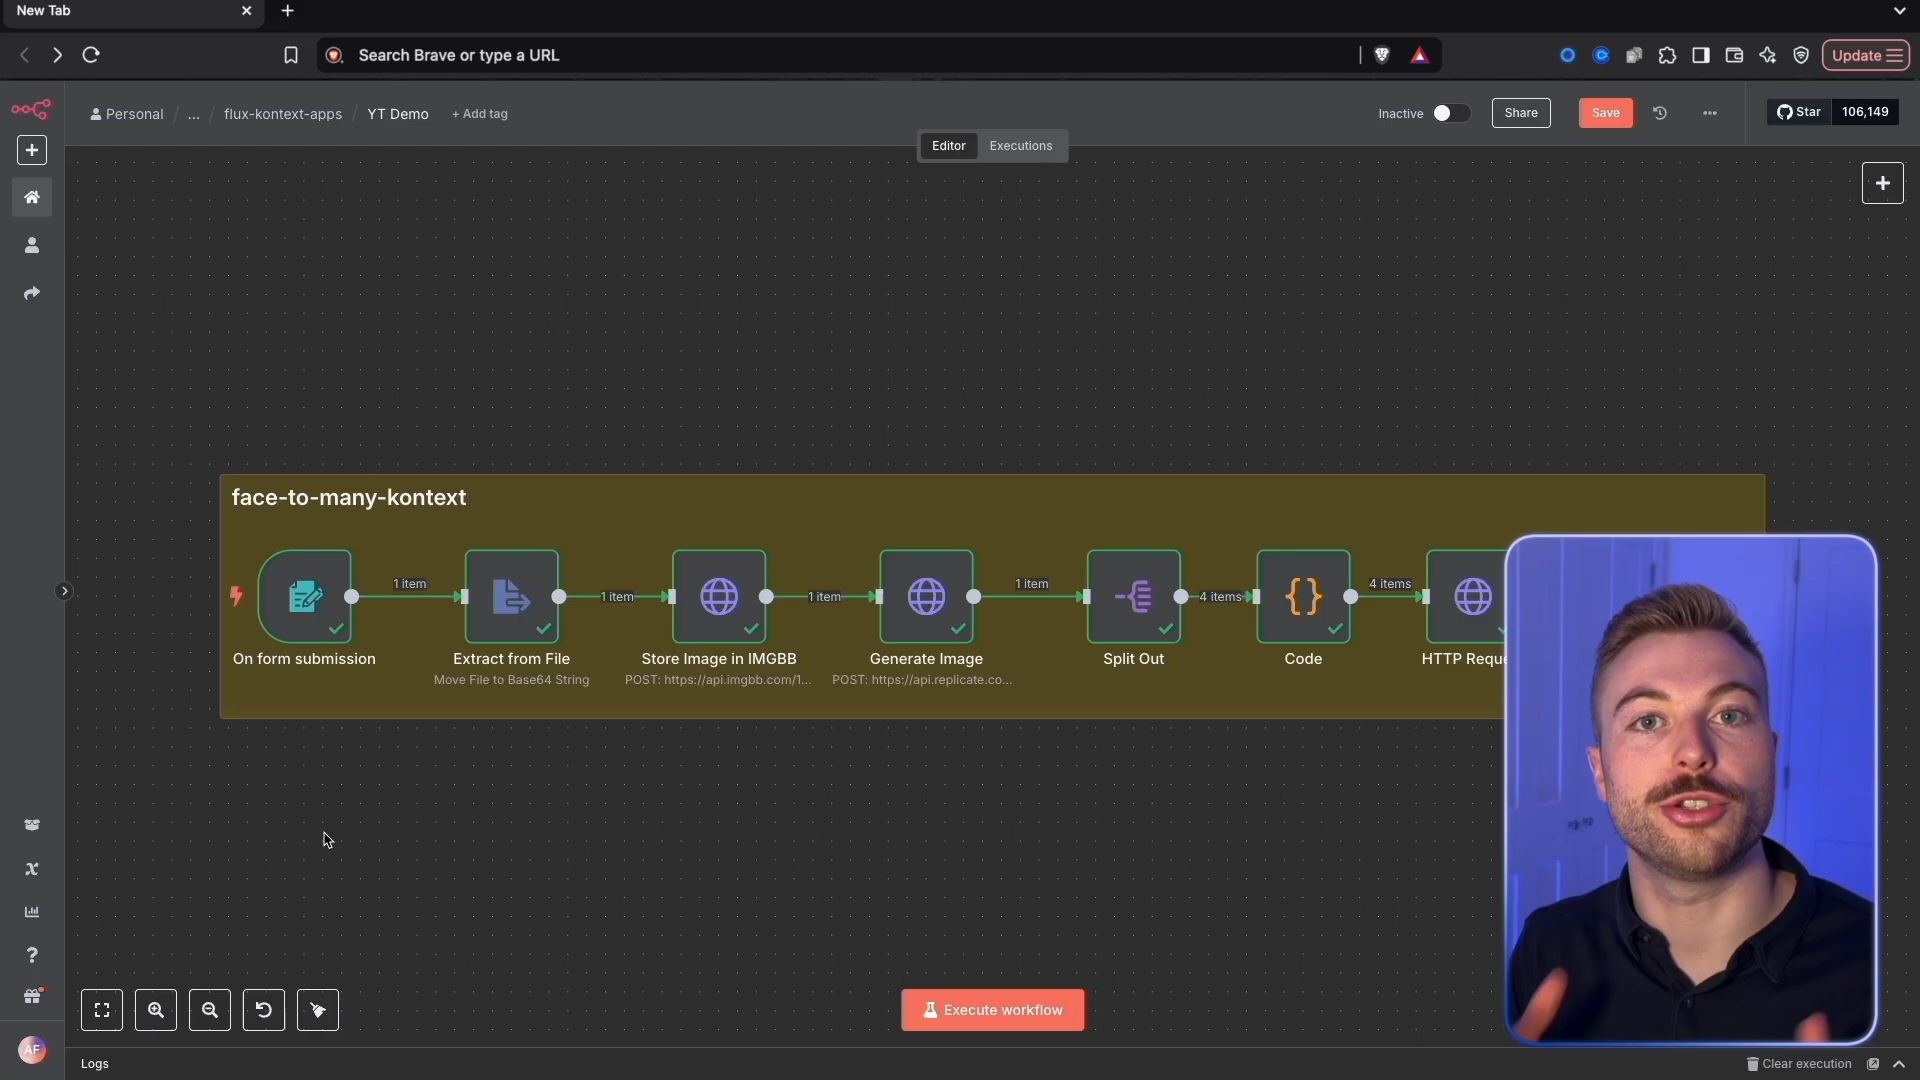 New Tab
Search Brave or type a URL
Update
Personal / ... / flux-kontext-apps / YT Demo + Add tag
Inactive
Share
Save
Star 106,149
Editor Executions
face-to-many-kontext
1 item
1 item
1 item
1 item
4 items
4 items
On form submission
Extract from File
Move File to Base64 String
Store Image in IMGBB
POST: https://api.imgbb.com/1...
Generate Image
POST: https://api.replicate.co...
Split Out
Code
HTTP Reque
Execute workflow
AF
Logs
Clear execution